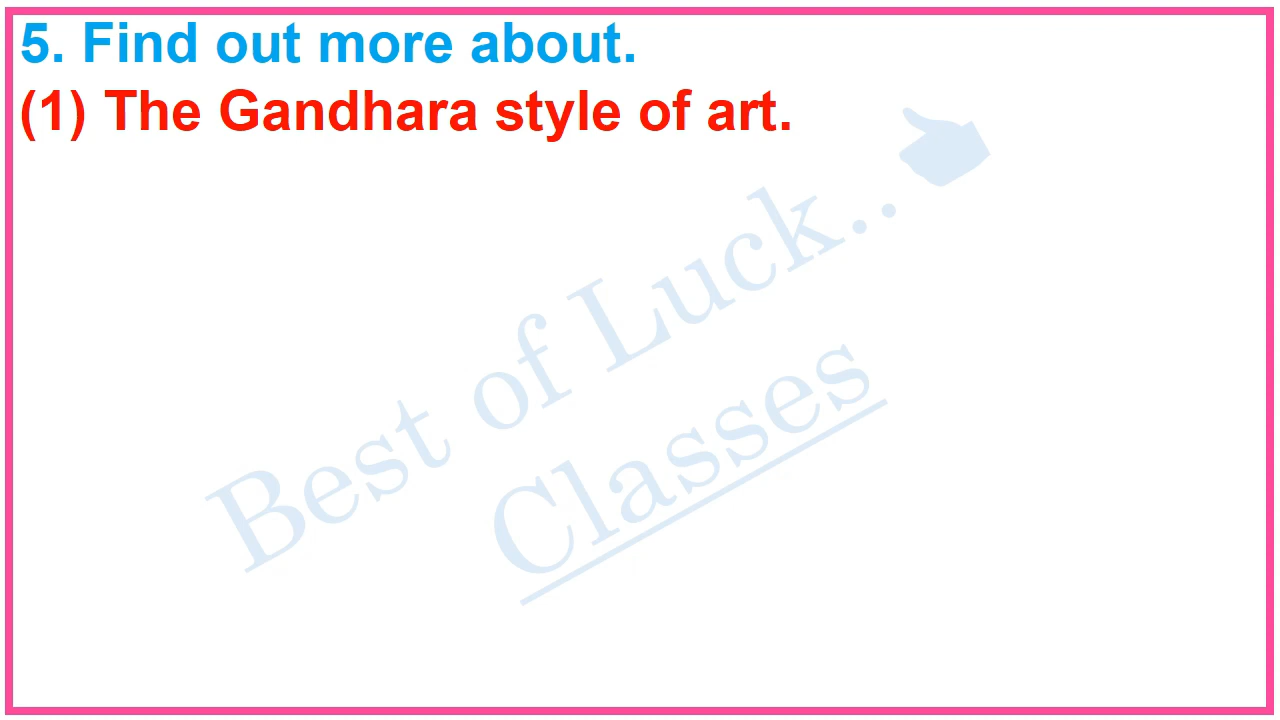 5. Find out more about.
(1) The Gandhara style of art.
Best of Luck..
Classes